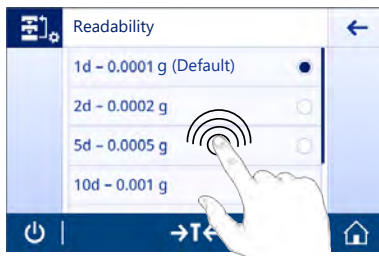 Readability
1d – 0.0001 g (Default)
2d – 0.0002 g
5d – 0.0005 g
10d – 0.001 g
→T←